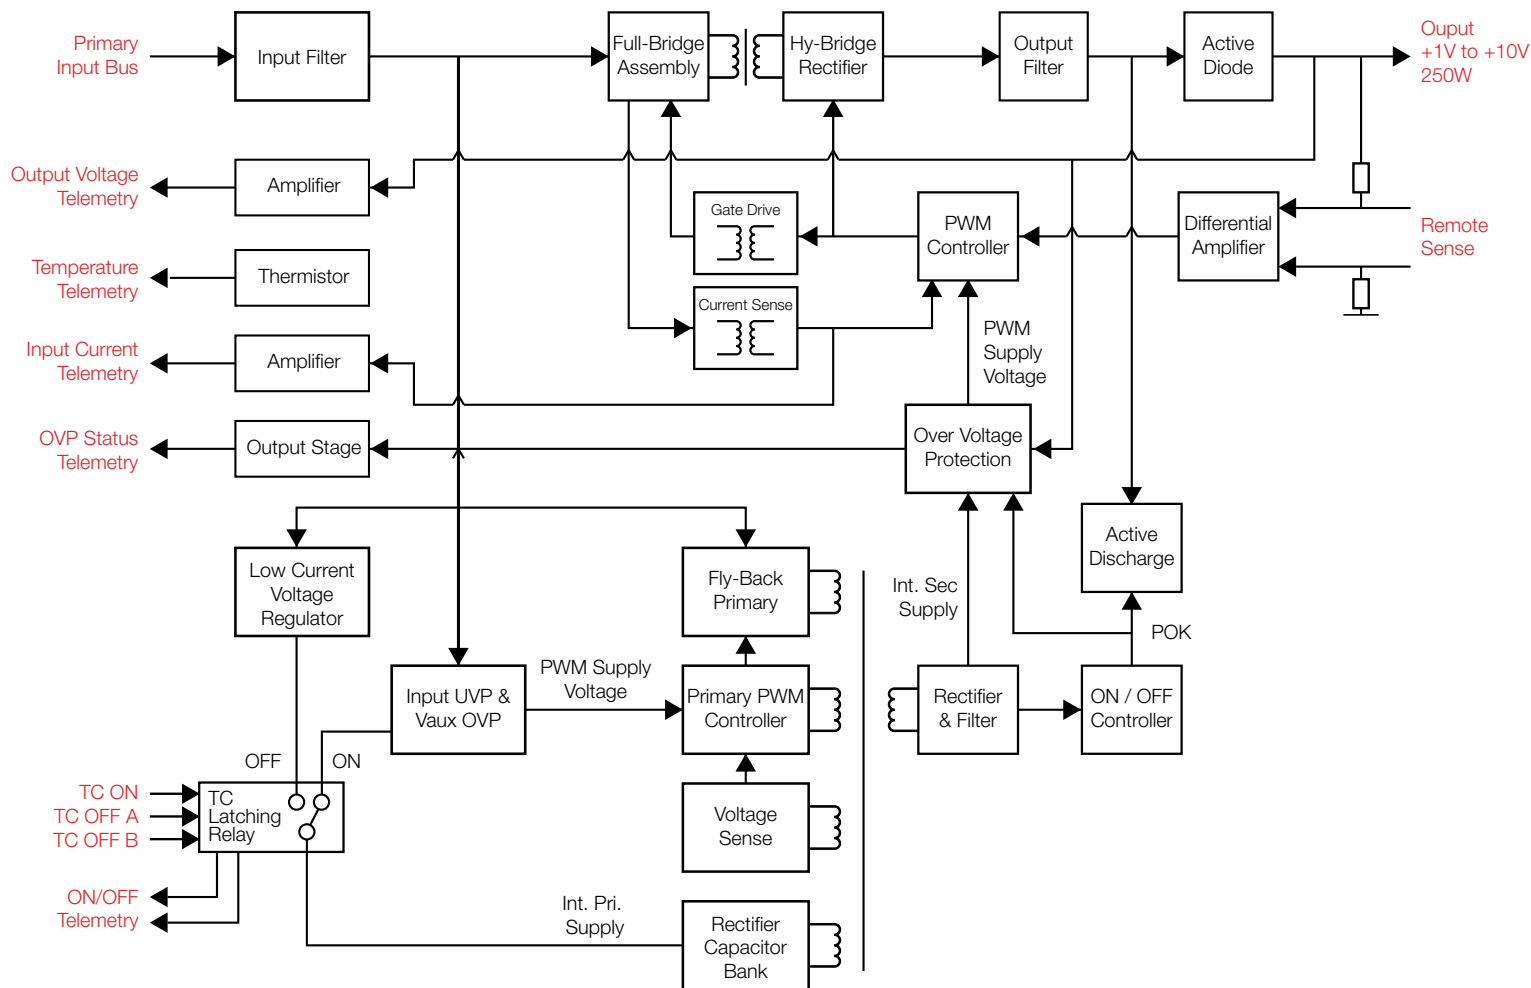 Primary
Input Bus
Input Filter
Full-Bridge
Assembly
Hy-Bridge
Rectifier
Output
Filter
Active
Diode
Ouput
+1V to +10V
250W
Output Voltage
Telemetry
Amplifier
Gate Drive
PWM
Controller
Differential
Amplifier
Remote
Sense
Temperature
Telemetry
Thermistor
Current Sense
Input Current
Telemetry
Amplifier
PWM
Supply
Voltage
OVP Status
Telemetry
Output Stage
Over Voltage
Protection
Active
Discharge
Low Current
Voltage
Regulator
Fly-Back
Primary
Int. Sec
Supply
POK
Input UVP &
Vaux OVP
PWM Supply
Voltage
Primary PWM
Controller
Rectifier
& Filter
ON / OFF
Controller
OFF
ON
TC ON
TC OFF A
TC OFF B
TC
Latching
Relay
Voltage
Sense
ON/OFF
Telemetry
Int. Pri.
Supply
Rectifier
Capacitor
Bank